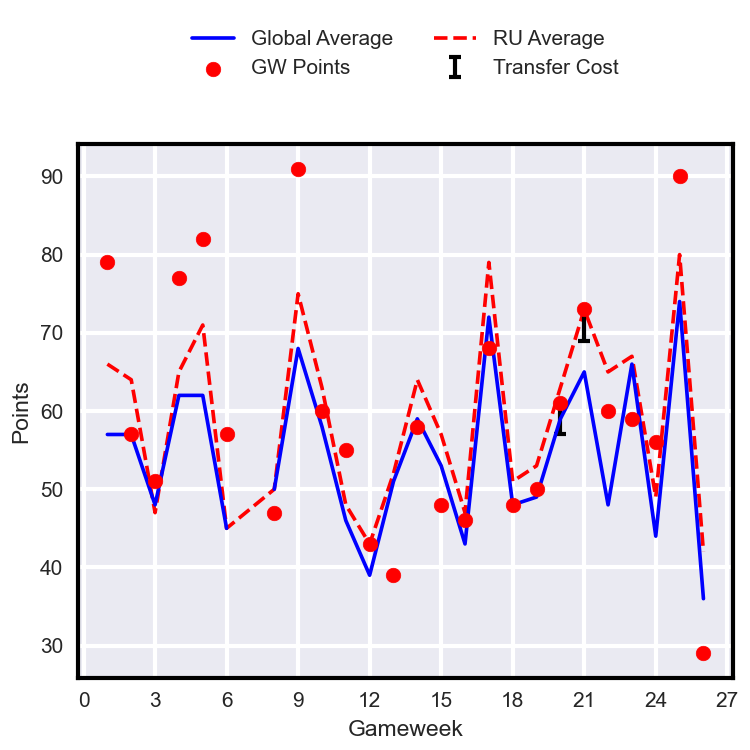 Global Average
RU Average
GW Points
Transfer Cost
90
80
70
60
50
40
30
Points
0 3 6 9 12 15 18 21 24 27
Gameweek